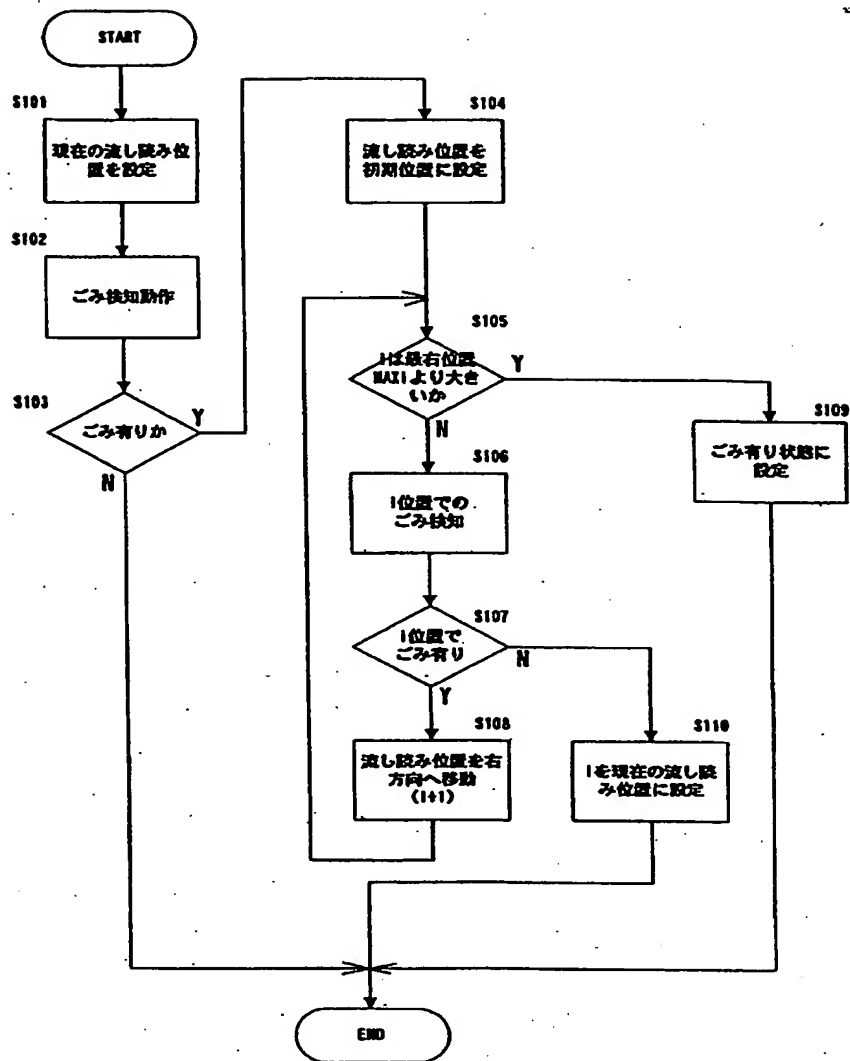 START
S101
現在の流し読み位
置を設定
S102
ごみ検知動作
S103
ごみ有りか
Y
N
S104
流し読み位置を
初期位置に設定
S105
Iは最右位置
MAXIより大き
いか
Y
N
S106
I位置での
ごみ検知
S107
I位置で
ごみ有り
N
Y
S108
流し読み位置を右
方向へ移動
(I+1)
S109
ごみ有り状態に
設定
S110
Iを現在の流し読
み位置に設定
END